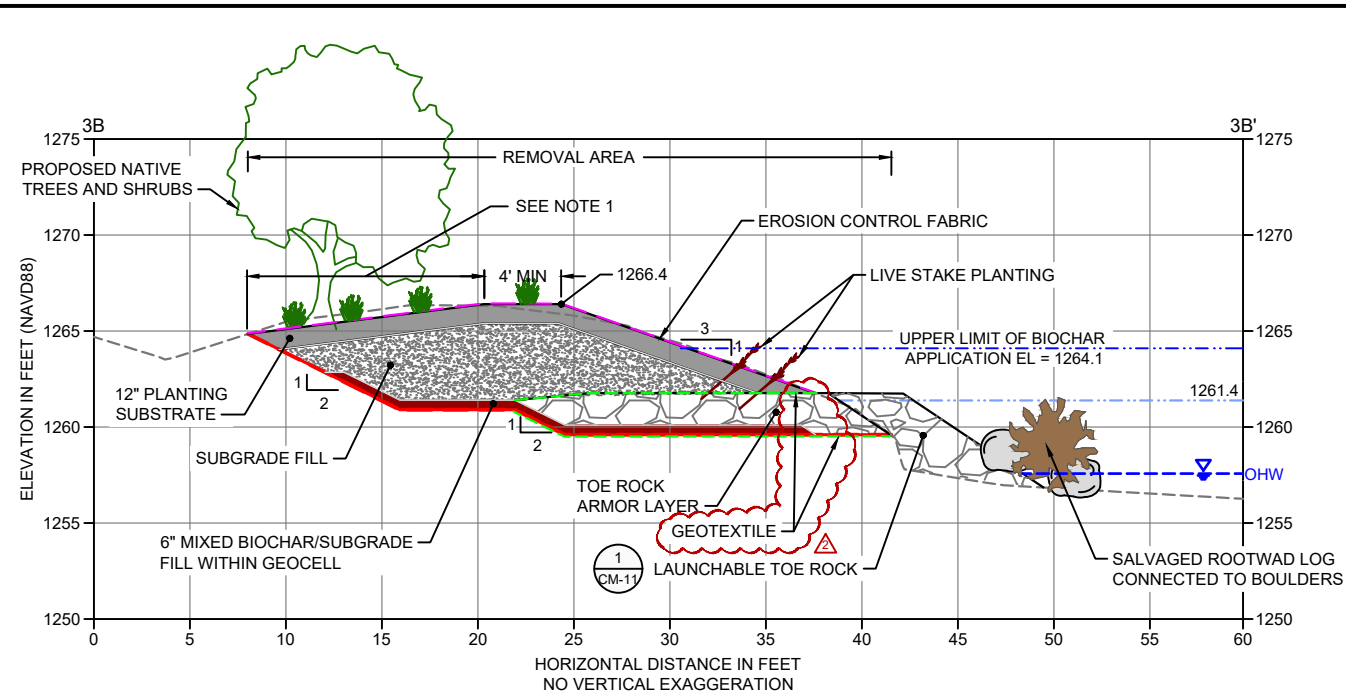 3B
3B'
1275
1275
REMOVAL AREA
PROPOSED NATIVE
TREES AND SHRUBS
SEE NOTE 1
EROSION CONTROL FABRIC
1270
1270
4' MIN
1266.4
LIVE STAKE PLANTING
ELEVATION IN FEET (NAVD88)
1265
1265
3
1
UPPER LIMIT OF BIOCHAR
APPLICATION EL = 1264.1
1
2
12" PLANTING
SUBSTRATE
1261.4
1260
1260
1
2
SUBGRADE FILL
OHW
TOE ROCK
ARMOR LAYER
GEOTEXTILE
1255
1255
6" MIXED BIOCHAR/SUBGRADE
FILL WITHIN GEOCELL
2
1
CM-11
LAUNCHABLE TOE ROCK
SALVAGED ROOTWAD LOG
CONNECTED TO BOULDERS
1250
1250
0 5 10 15 20 25 30 35 40 45 50 55 60
HORIZONTAL DISTANCE IN FEET
NO VERTICAL EXAGGERATION